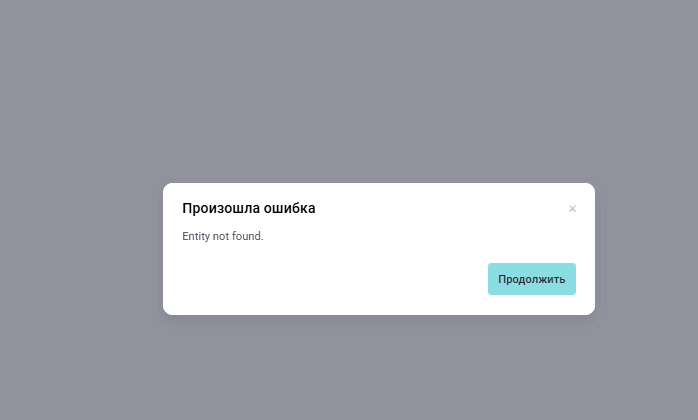 Произошла ошибка
Entity not found.
Продолжить